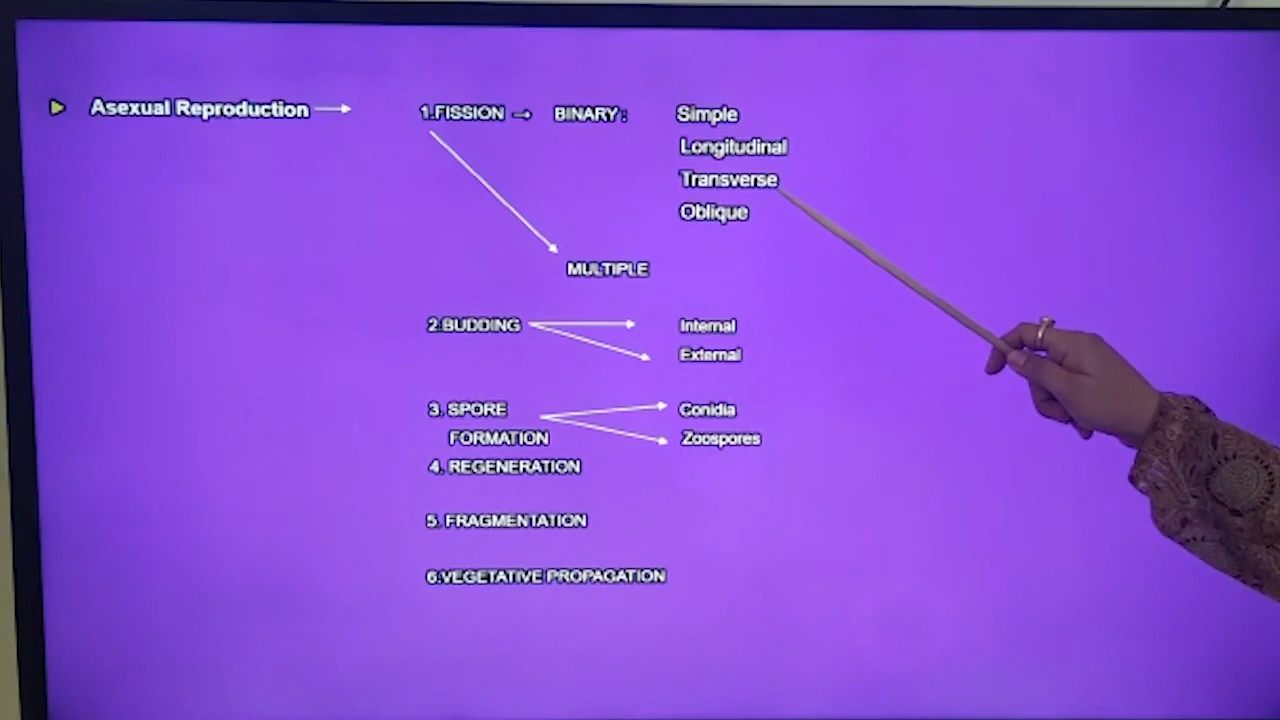 Asexual Reproduction
1.FISSION → BINARY : Simple
Longitudinal
Transverse
Oblique
MULTIPLE
2.BUDDING Internal
External
3. SPORE Conidia
FORMATION Zoospores
4. REGENERATION
5. FRAGMENTATION
6.VEGETATIVE PROPAGATION